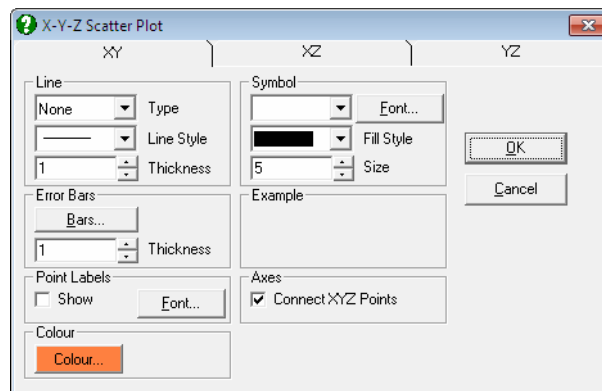 X-Y-Z Scatter Plot
XY XZ YZ
Line
None Type
Line Style
1 Thickness
Symbol
Font...
Fill Style
5 Size
OK
Cancel
Error Bars
Bars...
1 Thickness
Example
Point Labels
Show Font...
Axes
Connect XYZ Points
Colour
Colour...